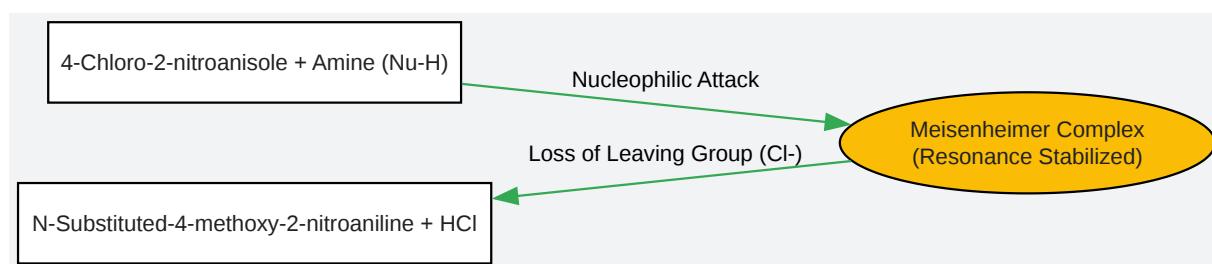 4-Chloro-2-nitroanisole + Amine (Nu-H)
Nucleophilic Attack
Meisenheimer Complex
(Resonance Stabilized)
Loss of Leaving Group (Cl-)
N-Substituted-4-methoxy-2-nitroaniline + HCl